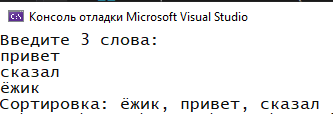 Консоль отладки Microsoft Visual Studio
Введите 3 слова:
привет
сказал
ёжик
Сортировка: ёжик, привет, сказал